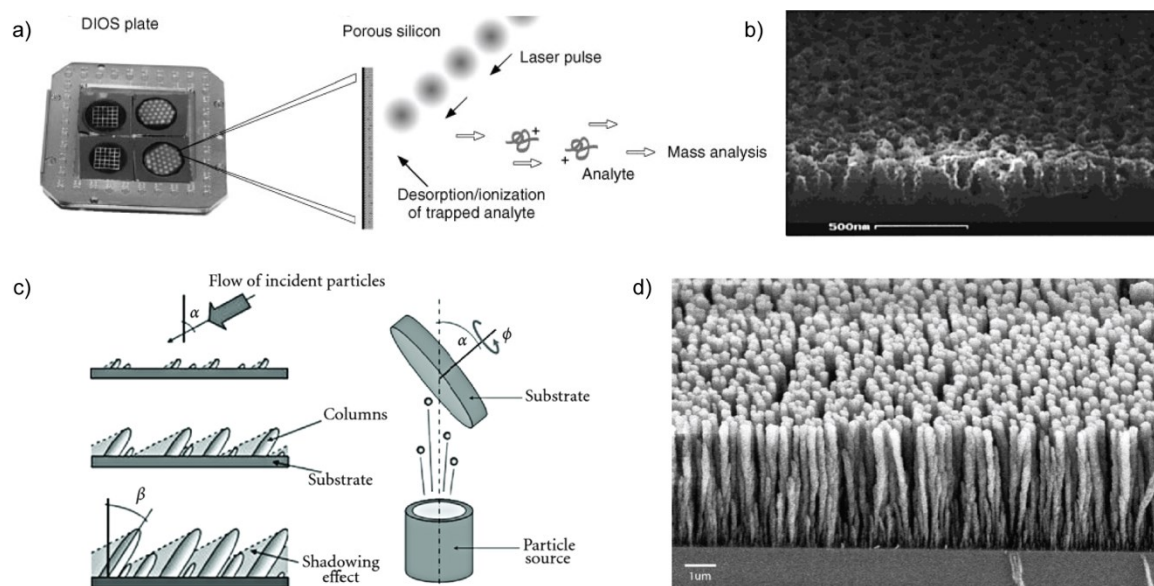 a)
DIOS plate
Porous silicon
Laser pulse
+
+
Analyte
Mass analysis
Desorption/ionization
of trapped analyte
b)
500nm
c)
Flow of incident particles
α
Columns
Substrate
β
Shadowing
effect
α
ϕ
Substrate
Particle
source
d)
1um